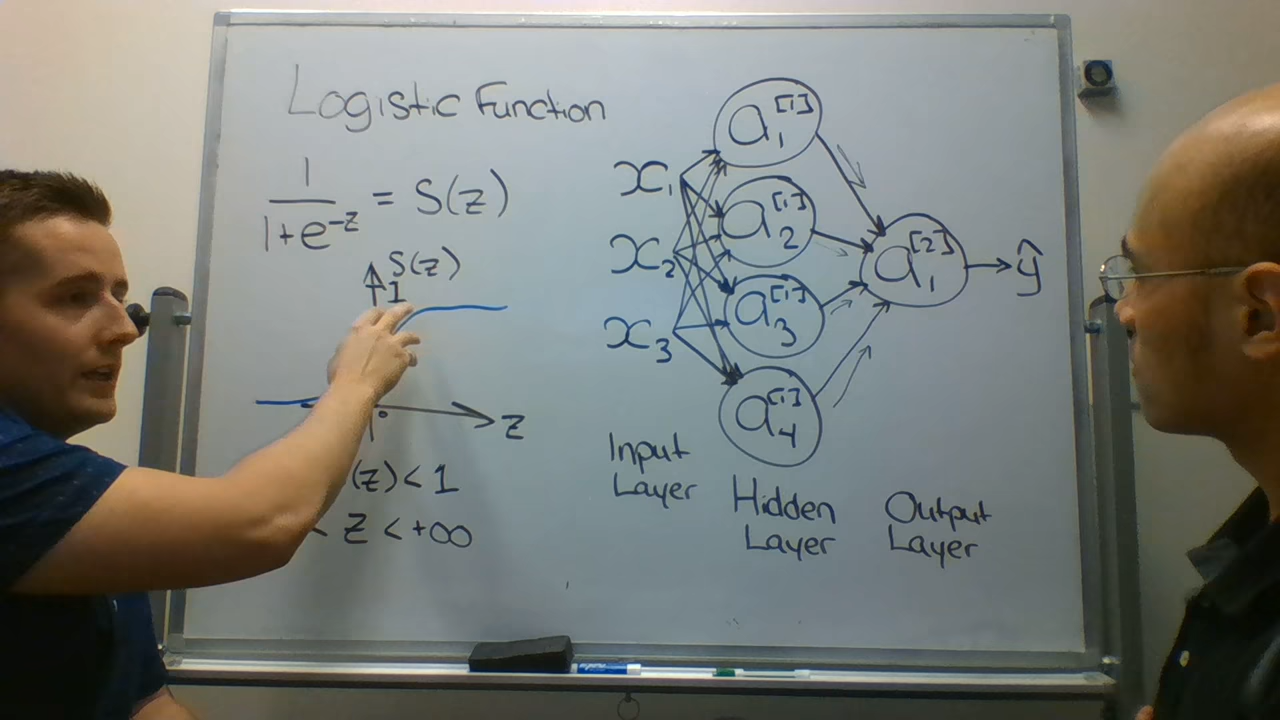 Logistic Function
1
1+e^-z = S(z)
S(z)
1
0
z
(z) < 1
< z < +∞
x₁
x₂
x₃
a₁^[1]
a₂^[1]
a₃^[1]
a₄^[1]
a₁^[2]
ŷ
Input
Layer
Hidden
Layer
Output
Layer